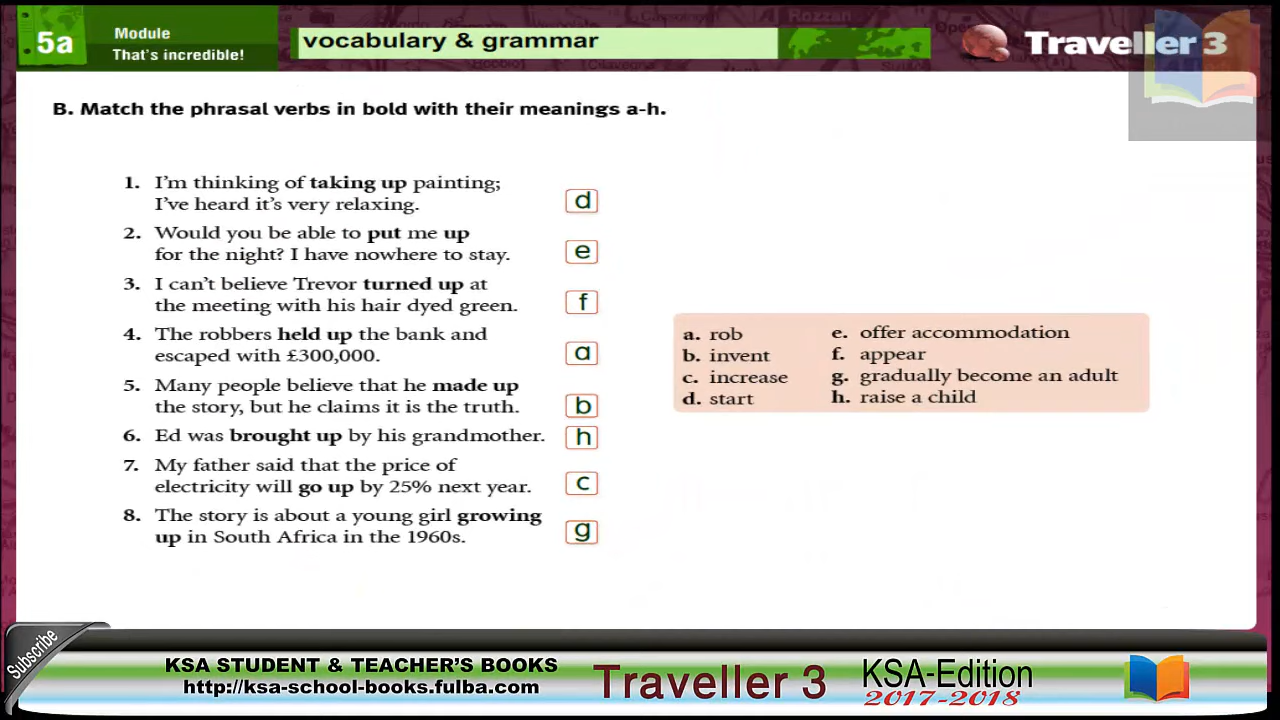 5a
Module
That's incredible!
vocabulary & grammar
Traveller 3
B. Match the phrasal verbs in bold with their meanings a-h.
1. I'm thinking of taking up painting;
I've heard it's very relaxing.
d
2. Would you be able to put me up
for the night? I have nowhere to stay.
e
3. I can't believe Trevor turned up at
the meeting with his hair dyed green.
f
4. The robbers held up the bank and
escaped with £300,000.
a
5. Many people believe that he made up
the story, but he claims it is the truth.
b
6. Ed was brought up by his grandmother.
h
7. My father said that the price of
electricity will go up by 25% next year.
c
8. The story is about a young girl growing
up in South Africa in the 1960s.
g
a. rob
b. invent
c. increase
d. start
e. offer accommodation
f. appear
g. gradually become an adult
h. raise a child
Subscribe
KSA STUDENT & TEACHER'S BOOKS
http://ksa-school-books.fulba.com
Traveller 3
KSA-Edition
2017-2018